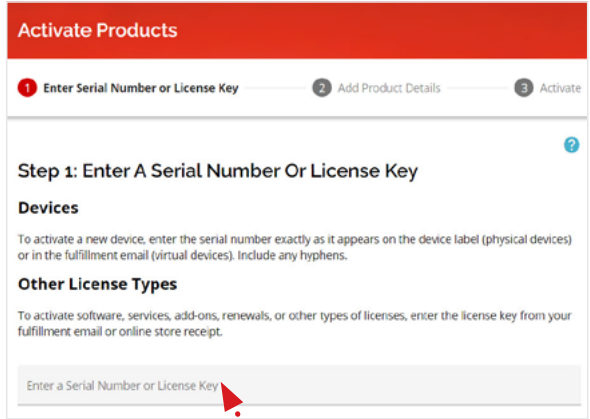 Activate Products
1 Enter Serial Number or License Key 2 Add Product Details 3 Activate
?
Step 1: Enter A Serial Number Or License Key
Devices
To activate a new device, enter the serial number exactly as it appears on the device label (physical devices)
or in the fulfillment email (virtual devices). Include any hyphens.
Other License Types
To activate software, services, add-ons, renewals, or other types of licenses, enter the license key from your
fulfillment email or online store receipt.
Enter a Serial Number or License Key